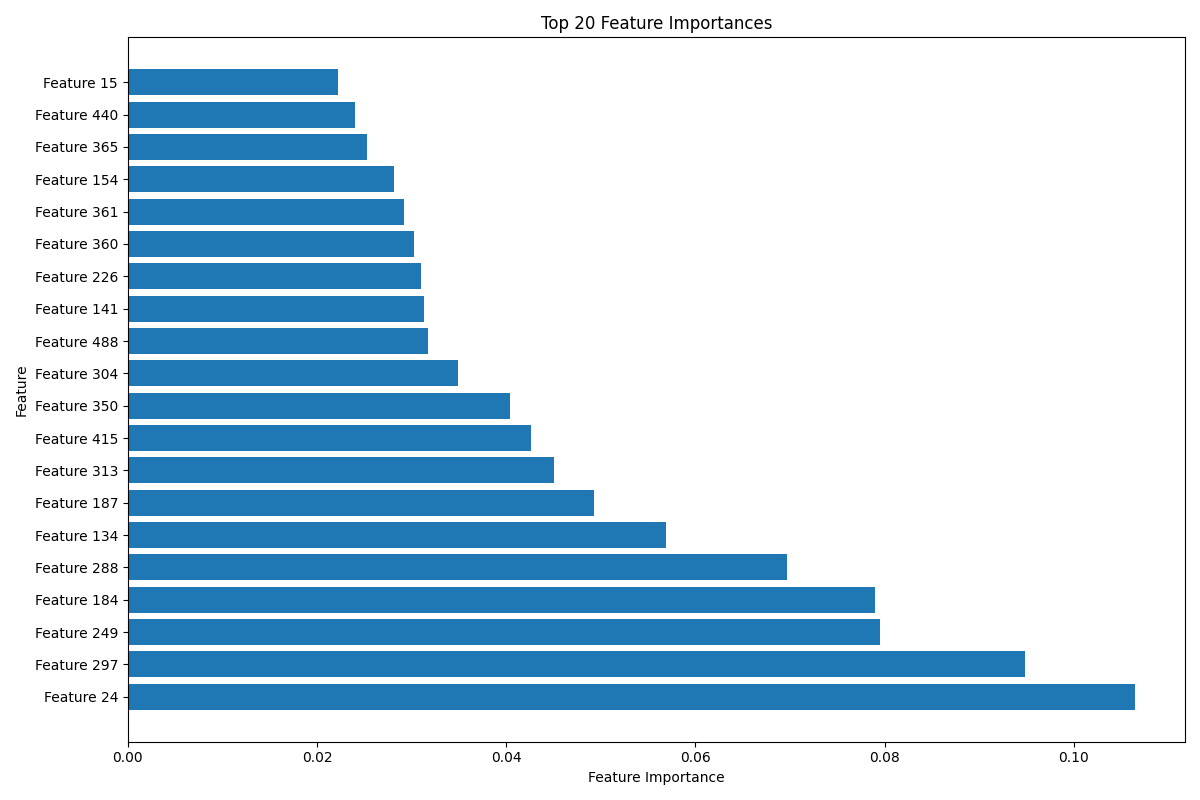 Top 20 Feature Importances
Feature 15
Feature 440
Feature 365
Feature 154
Feature 361
Feature 360
Feature 226
Feature 141
Feature 488
Feature 304
Feature 350
Feature 415
Feature 313
Feature 187
Feature 134
Feature 288
Feature 184
Feature 249
Feature 297
Feature 24
Feature
0.00 0.02 0.04 0.06 0.08 0.10
Feature Importance